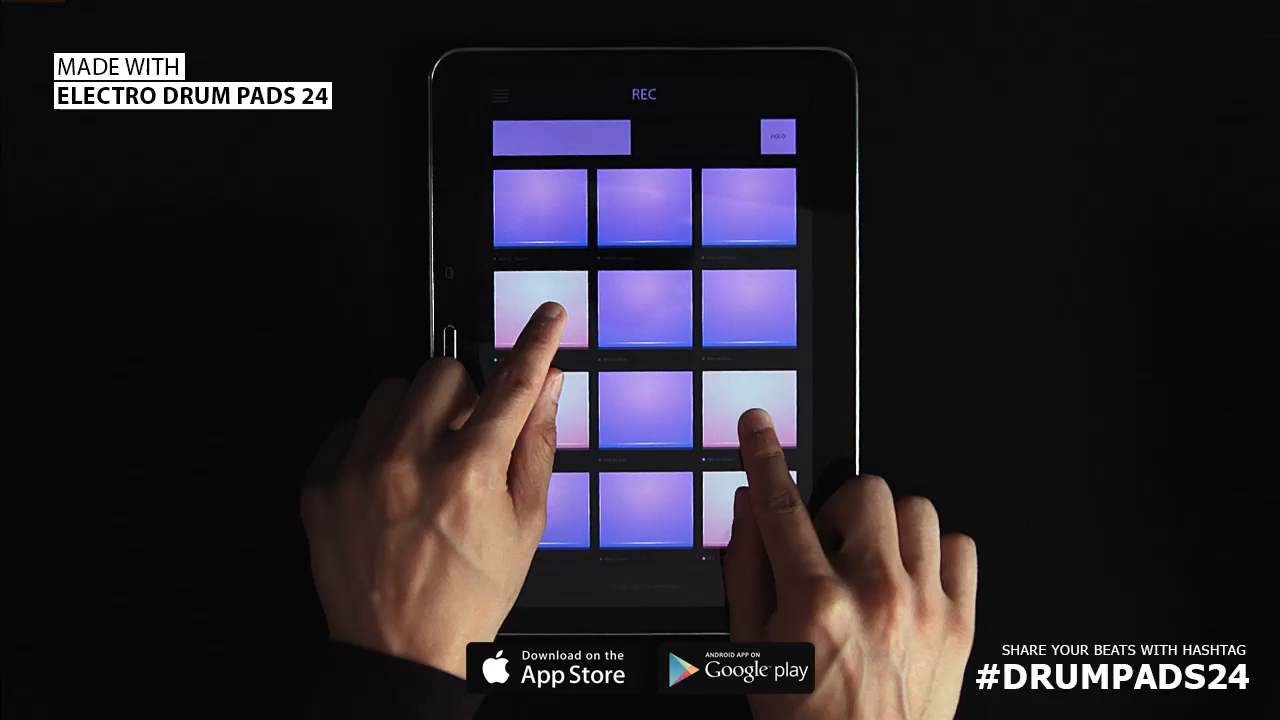 MADE WITH
ELECTRO DRUM PADS 24
REC
HOLD
Download on the
App Store
ANDROID APP ON
Google play
SHARE YOUR BEATS WITH HASHTAG
#DRUMPADS24